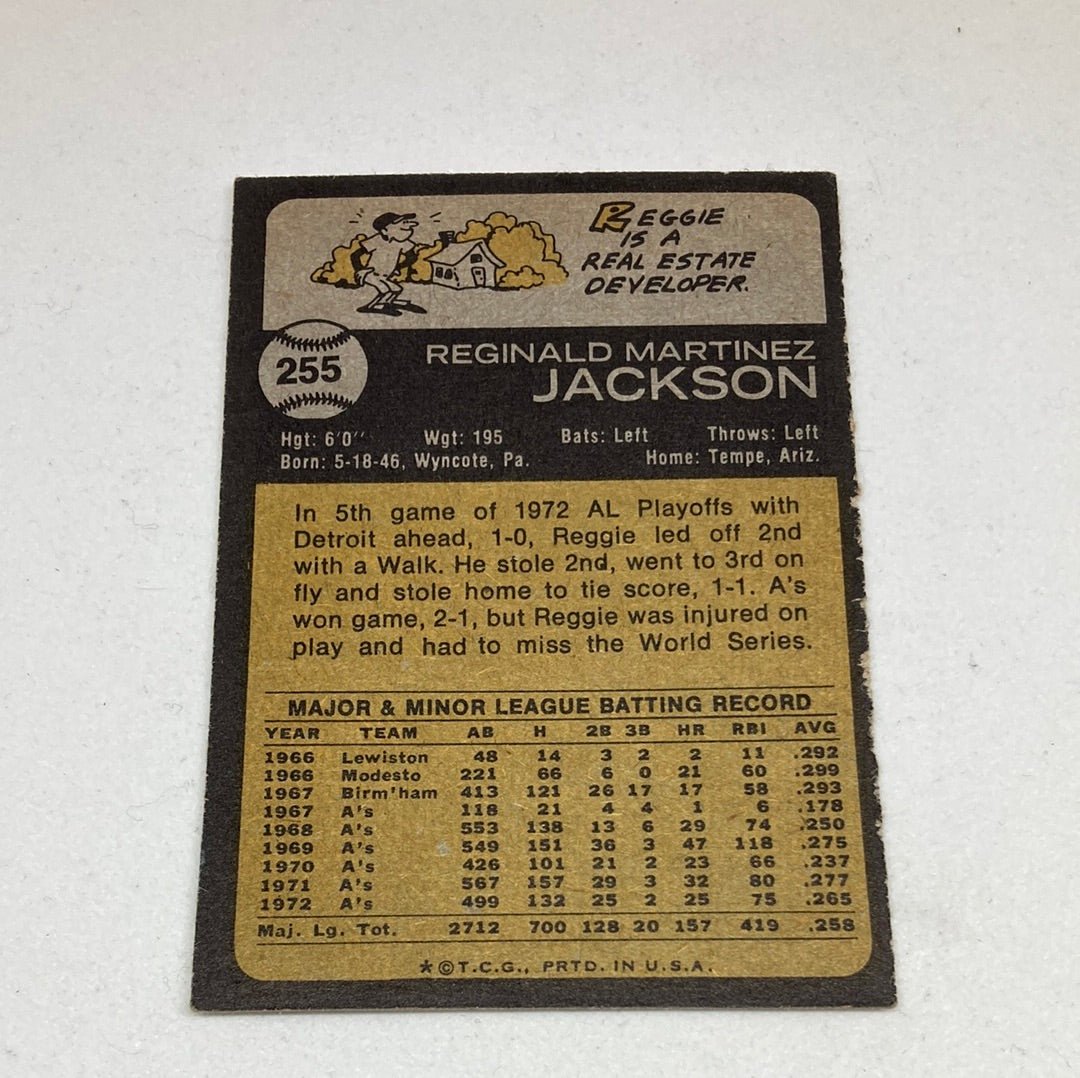 REGGIE
IS A
REAL ESTATE
DEVELOPER.
255
REGINALD MARTINEZ
JACKSON
Hgt: 6'0" Wgt: 195 Bats: Left Throws: Left
Born: 5-18-46, Wyncote, Pa. Home: Tempe, Ariz.
In 5th game of 1972 AL Playoffs with
Detroit ahead, 1-0, Reggie led off 2nd
with a Walk. He stole 2nd, went to 3rd on
fly and stole home to tie score, 1-1. A's
won game, 2-1, but Reggie was injured on
play and had to miss the World Series.
MAJOR & MINOR LEAGUE BATTING RECORD
YEAR TEAM AB H 2B 3B HR RBI AVG
1966 Lewiston 48 14 3 2 2 11 .292
1966 Modesto 221 66 6 0 21 60 .299
1967 Birm'ham 413 121 26 17 17 58 .293
1967 A's 118 21 4 4 1 6 .178
1968 A's 553 138 13 6 29 74 .250
1969 A's 549 151 36 3 47 118 .275
1970 A's 426 101 21 2 23 66 .237
1971 A's 567 157 29 3 32 80 .277
1972 A's 499 132 25 2 25 75 .265
Maj. Lg. Tot. 2712 700 128 20 157 419 .258
*©T.C.G., PRTD. IN U.S.A.